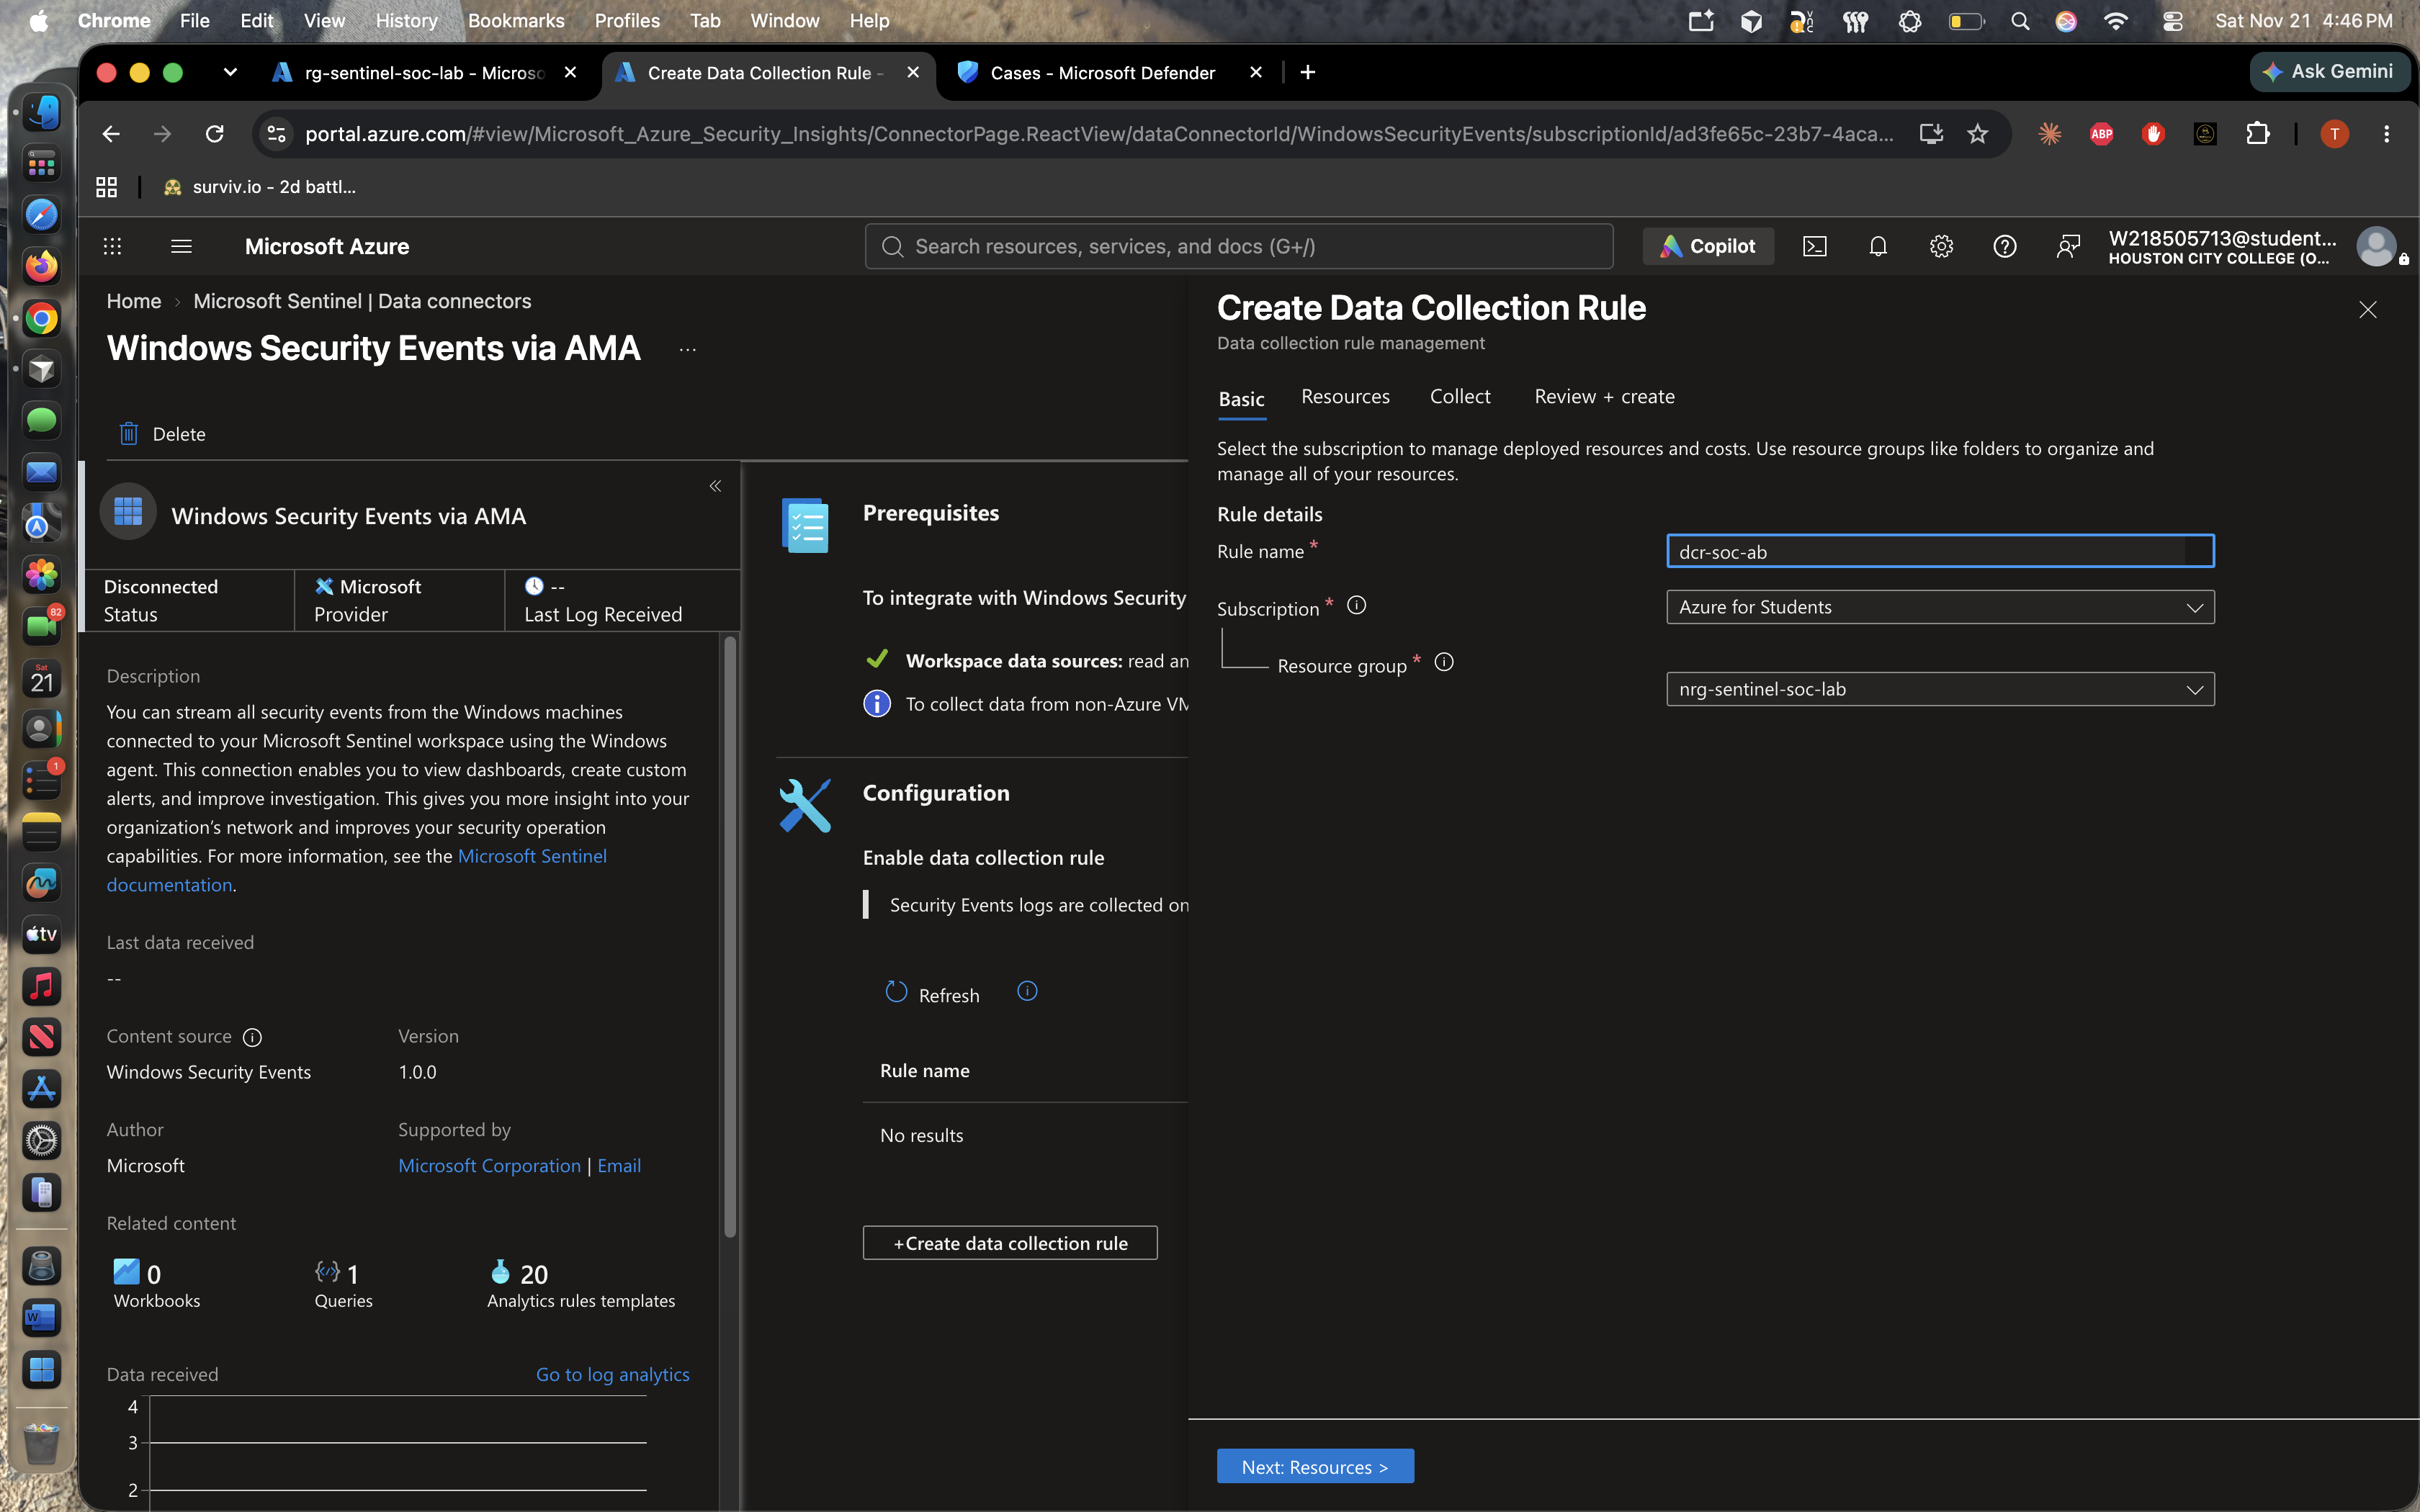 Chrome File Edit View History Bookmarks Profiles Tab Window Help Sat Nov 21 4:46 PM
rg-sentinel-soc-lab - Microso
Create Data Collection Rule -
Cases - Microsoft Defender
Ask Gemini
portal.azure.com/#view/Microsoft_Azure_Security_Insights/ConnectorPage.ReactView/dataConnectorId/WindowsSecurityEvents/subscriptionId/ad3fe65c-23b7-4aca...
ABP
T
surviv.io - 2d battl...
Microsoft Azure
Search resources, services, and docs (G+/)
Copilot
W218505713@student...
HOUSTON CITY COLLEGE (O...
Home > Microsoft Sentinel | Data connectors
Windows Security Events via AMA ...
Delete
Windows Security Events via AMA
Disconnected
Status
Microsoft
Provider
--
Last Log Received
Description
You can stream all security events from the Windows machines
connected to your Microsoft Sentinel workspace using the Windows
agent. This connection enables you to view dashboards, create custom
alerts, and improve investigation. This gives you more insight into your
organization's network and improves your security operation
capabilities. For more information, see the Microsoft Sentinel
documentation.
Last data received
--
Content source
Version
Windows Security Events
1.0.0
Author
Supported by
Microsoft
Microsoft Corporation | Email
Related content
0
Workbooks
1
Queries
20
Analytics rules templates
Data received
Go to log analytics
4
3
2
Prerequisites
To integrate with Windows Security
Workspace data sources: read an
To collect data from non-Azure VM
Configuration
Enable data collection rule
Security Events logs are collected on
Refresh
Rule name
No results
+Create data collection rule
Create Data Collection Rule
Data collection rule management
Basic Resources Collect Review + create
Select the subscription to manage deployed resources and costs. Use resource groups like folders to organize and
manage all of your resources.
Rule details
Rule name *
dcr-soc-ab
Subscription *
Azure for Students
Resource group *
nrg-sentinel-soc-lab
Next: Resources >
82
Sat
21
1
tv
W